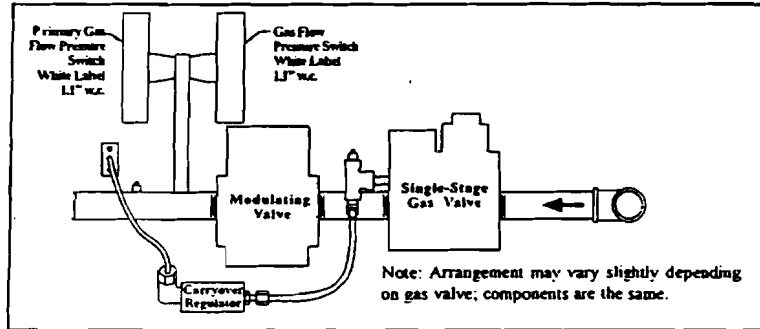 Primary Gas
Flow Pressure
Switch
White Label
1.1" w.c.
Gas Flow
Pressure Switch
White Label
1.1" w.c.
Modulating
Valve
Single-Stage
Gas Valve
Carryover
Regulator
Note: Arrangement may vary slightly depending
on gas valve; components are the same.